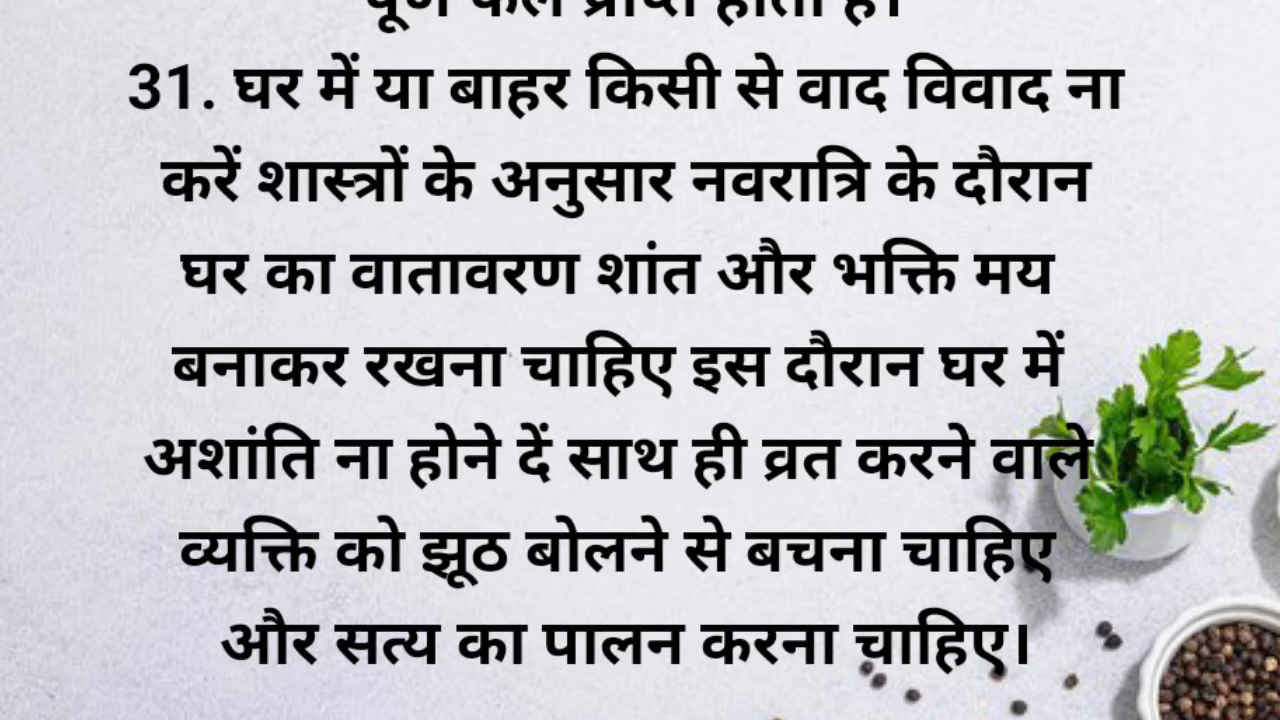 पूर्ण फल प्राप्त होता है।
31. घर में या बाहर किसी से वाद विवाद ना
करें शास्त्रों के अनुसार नवरात्रि के दौरान
घर का वातावरण शांत और भक्ति मय
बनाकर रखना चाहिए इस दौरान घर में
अशांति ना होने दें साथ ही व्रत करने वाले
व्यक्ति को झूठ बोलने से बचना चाहिए
और सत्य का पालन करना चाहिए।